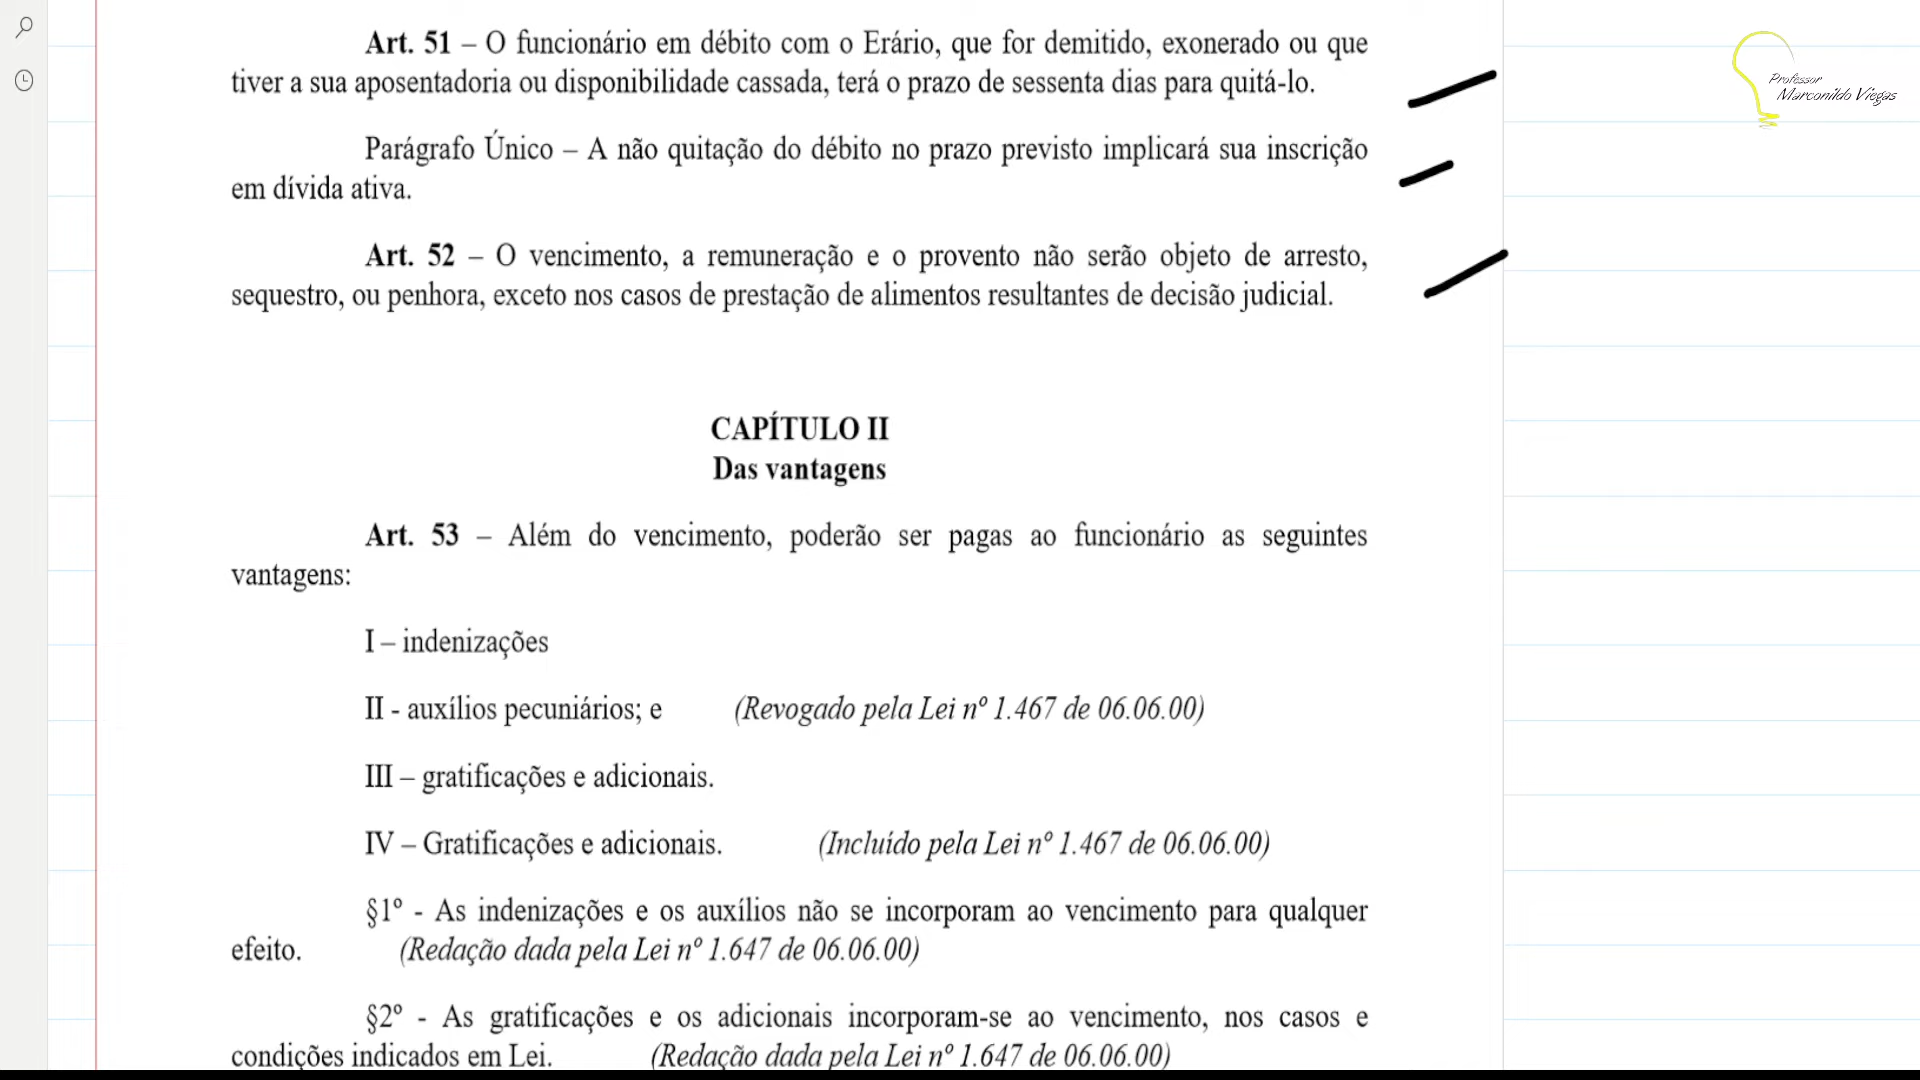 Art. 51 – O funcionário em débito com o Erário, que for demitido, exonerado ou que
tiver a sua aposentadoria ou disponibilidade cassada, terá o prazo de sessenta dias para quitá-lo.
Parágrafo Único – A não quitação do débito no prazo previsto implicará sua inscrição
em dívida ativa.
Art. 52 – O vencimento, a remuneração e o provento não serão objeto de arresto,
sequestro, ou penhora, exceto nos casos de prestação de alimentos resultantes de decisão judicial.
CAPÍTULO II
Das vantagens
Art. 53 – Além do vencimento, poderão ser pagas ao funcionário as seguintes
vantagens:
I – indenizações
II - auxílios pecuniários; e (Revogado pela Lei nº 1.467 de 06.06.00)
III – gratificações e adicionais.
IV – Gratificações e adicionais. (Incluído pela Lei nº 1.467 de 06.06.00)
§1º - As indenizações e os auxílios não se incorporam ao vencimento para qualquer
efeito. (Redação dada pela Lei nº 1.647 de 06.06.00)
§2º - As gratificações e os adicionais incorporam-se ao vencimento, nos casos e
condições indicados em Lei. (Redação dada pela Lei nº 1.647 de 06.06.00)
Professor
Marconildo Viegas